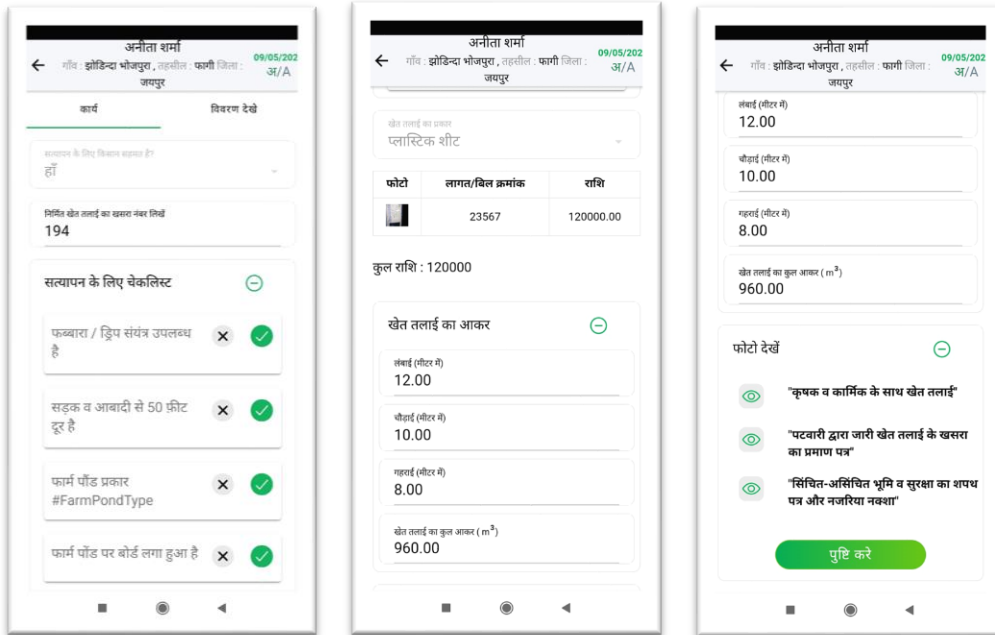 अनीता शर्मा
गाँव : झोडिन्दा भोजपुरा , तहसील : फागी जिला :
जयपुर
09/05/202
अ/A
कार्य
विवरण देखे
सत्यापन के लिए किसान सहमत है?
हाँ
निर्मित खेत तलाई का खसरा नंबर लिखें
194
सत्यापन के लिए चेकलिस्ट
फब्बारा / ड्रिप संयंत्र उपलब्ध
है
सड़क व आबादी से 50 फ़ीट
दूर है
फार्म पौंड प्रकार
#FarmPondType
फार्म पोंड पर बोर्ड लगा हुआ है
अनीता शर्मा
गाँव : झोडिन्दा भोजपुरा , तहसील : फागी जिला :
जयपुर
09/05/202
अ/A
खेत तलाई का प्रकार
प्लास्टिक शीट
फोटो लागत/बिल क्रमांक राशि
23567 120000.00
कुल राशि : 120000
खेत तलाई का आकर
लंबाई (मीटर में)
12.00
चौड़ाई (मीटर में)
10.00
गहराई (मीटर में)
8.00
खेत तलाई का कुल आकर ( m³)
960.00
अनीता शर्मा
गाँव : झोडिन्दा भोजपुरा , तहसील : फागी जिला :
जयपुर
09/05/202
अ/A
लंबाई (मीटर में)
12.00
चौड़ाई (मीटर में)
10.00
गहराई (मीटर में)
8.00
खेत तलाई का कुल आकर ( m³)
960.00
फोटो देखें
"कृषक व कार्मिक के साथ खेत तलाई"
"पटवारी द्वारा जारी खेत तलाई के खसरा
का प्रमाण पत्र"
"सिंचित-असिंचित भूमि व सुरक्षा का शपथ
पत्र और नजरिया नक्शा"
पुष्टि करे